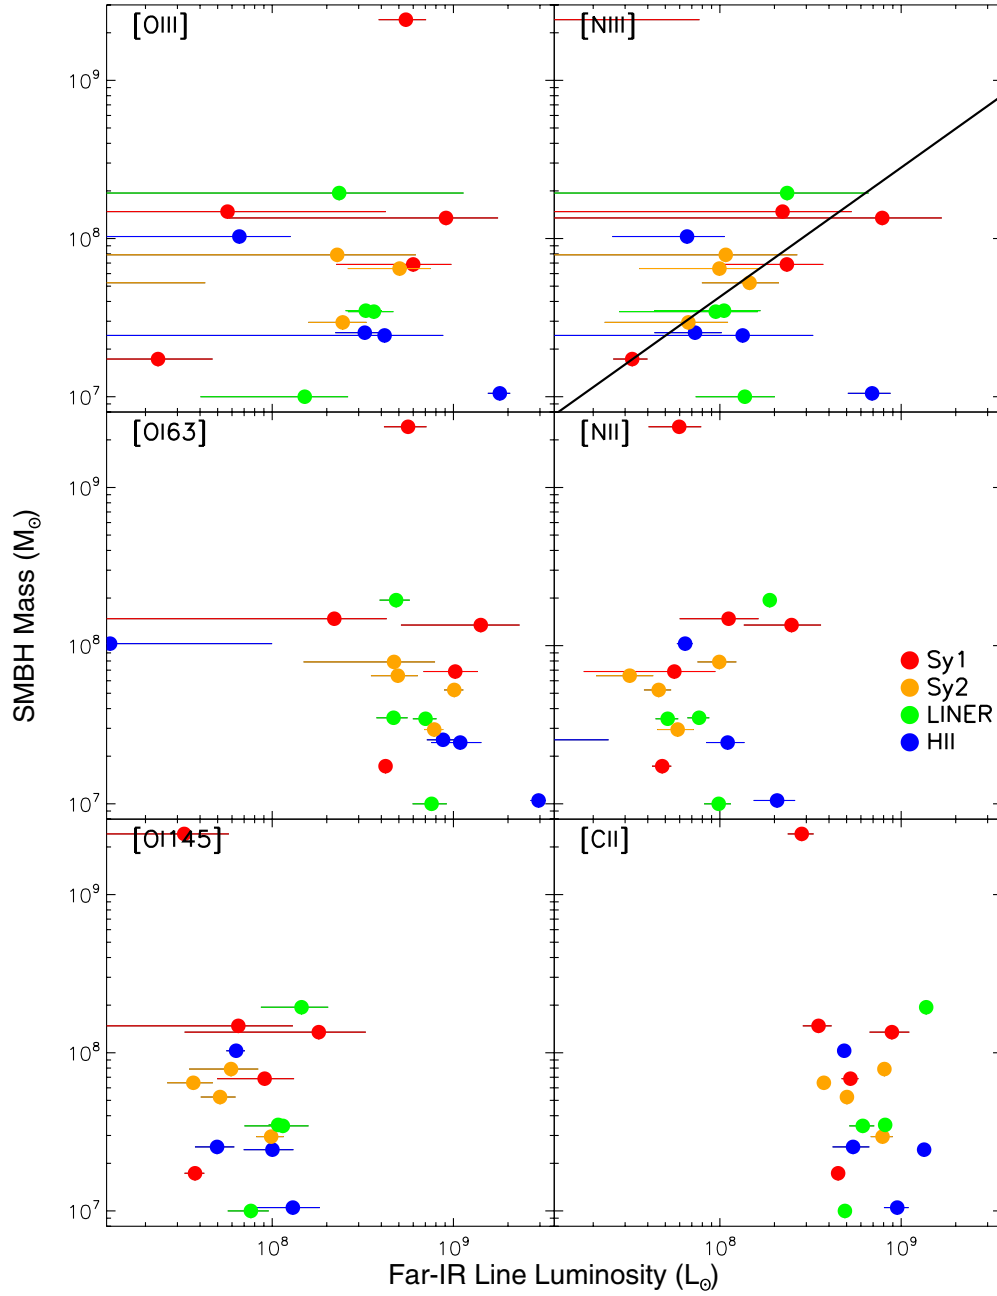 [OIII]
[NIII]
10⁹
10⁸
10⁷
[OI63]
[NII]
10⁹
10⁸
10⁷
Sy1
Sy2
LINER
HII
[OI145]
[CII]
10⁹
10⁸
10⁷
10⁸
10⁹
10⁸
10⁹
SMBH Mass (M⊙)
Far-IR Line Luminosity (L⊙)